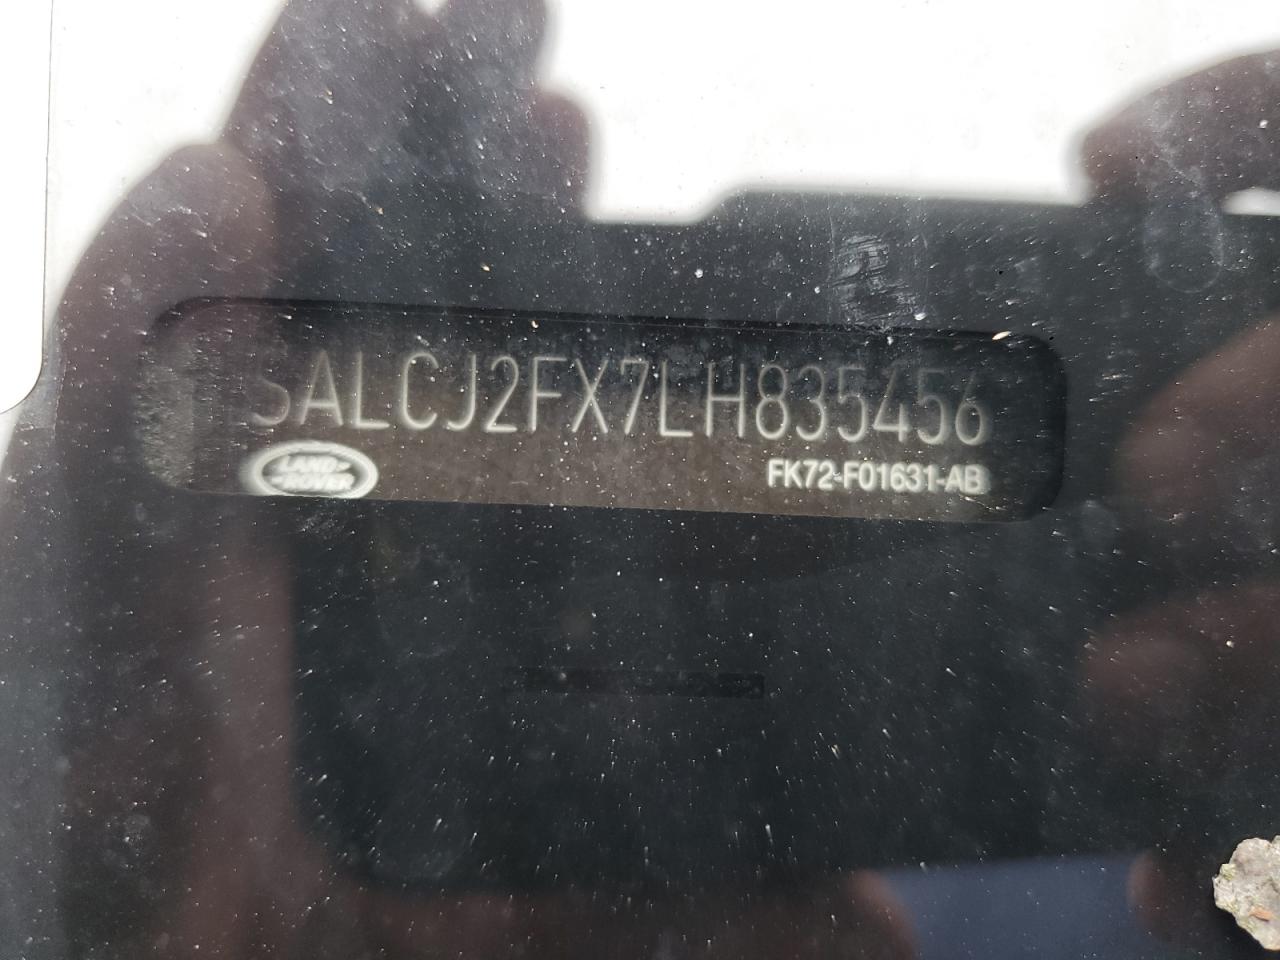 SALCJ2FX7LH835456
LAND-
-ROVER
FK72-F01631-AB